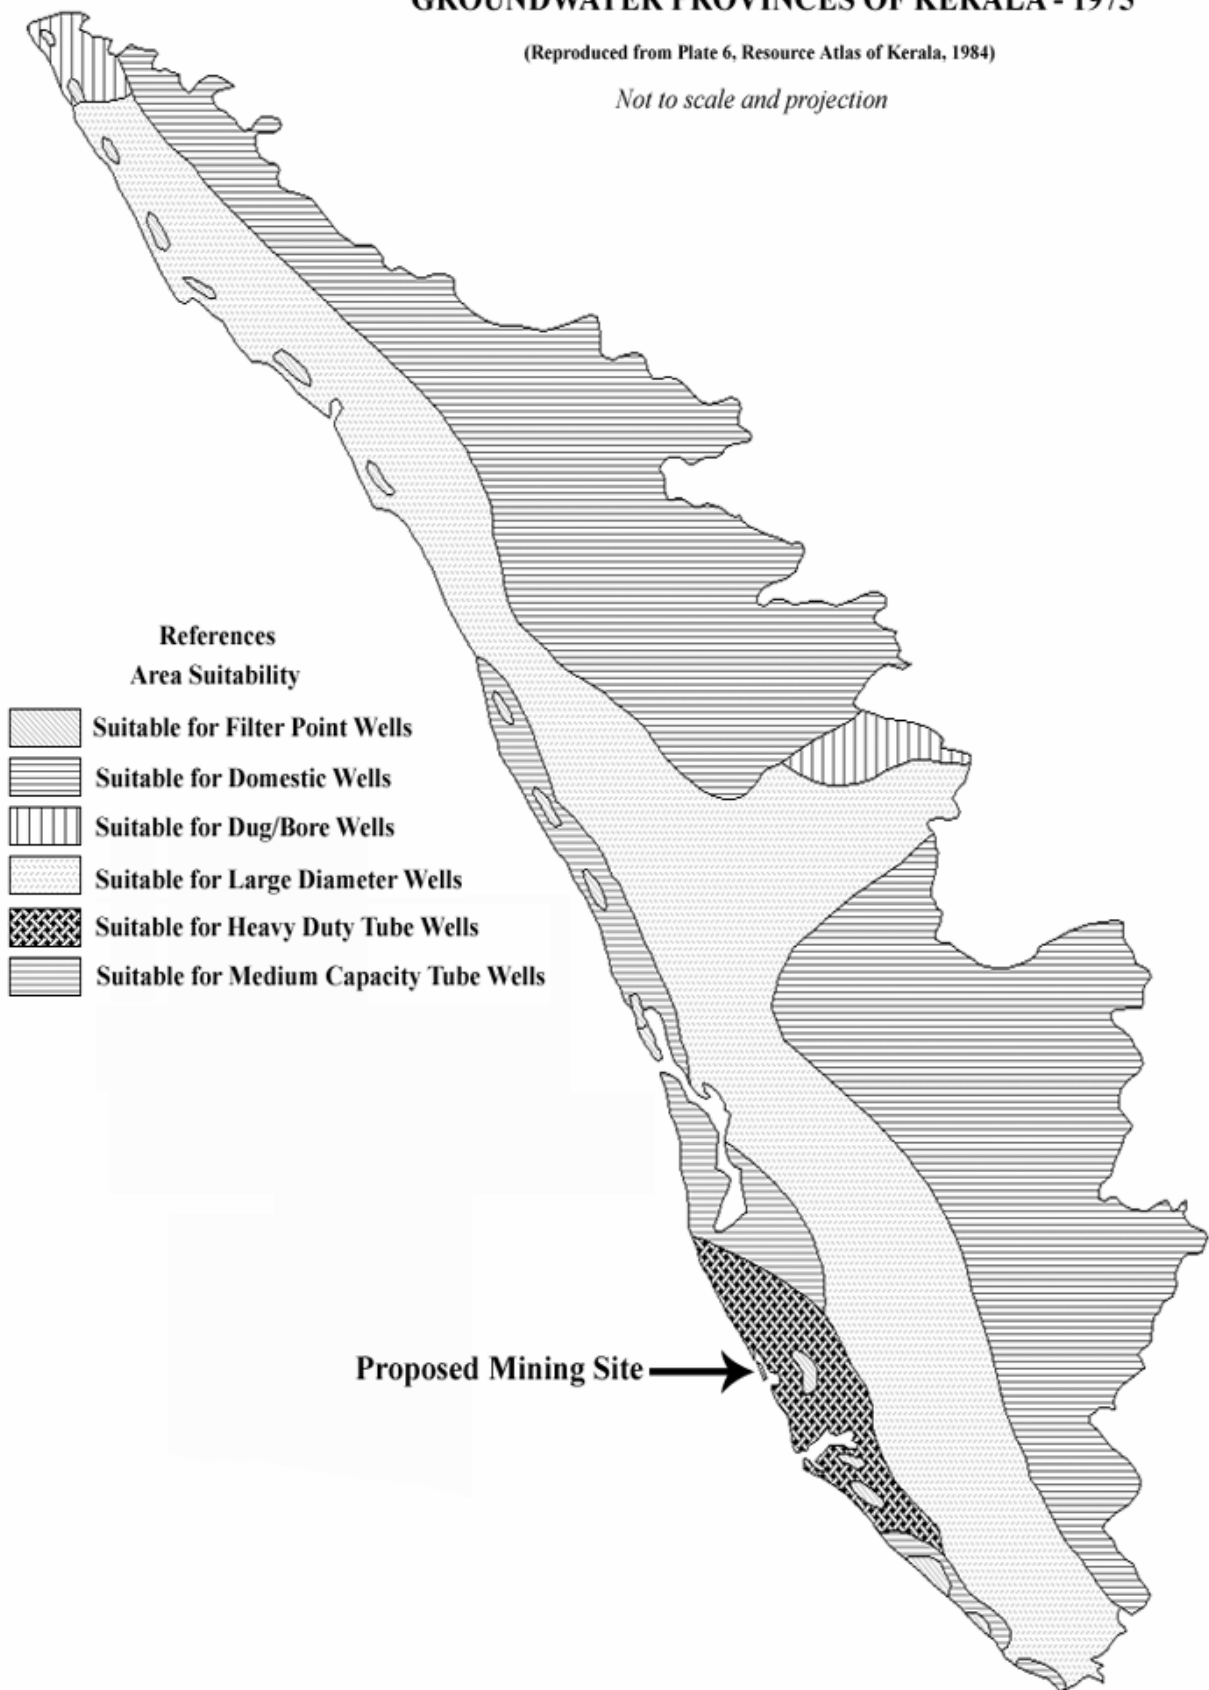 GROUNDWATER PROVINCES OF KERALA - 1975
(Reproduced from Plate 6, Resource Atlas of Kerala, 1984)
Not to scale and projection
References
Area Suitability
Suitable for Filter Point Wells
Suitable for Domestic Wells
Suitable for Dug/Bore Wells
Suitable for Large Diameter Wells
Suitable for Heavy Duty Tube Wells
Suitable for Medium Capacity Tube Wells
Proposed Mining Site